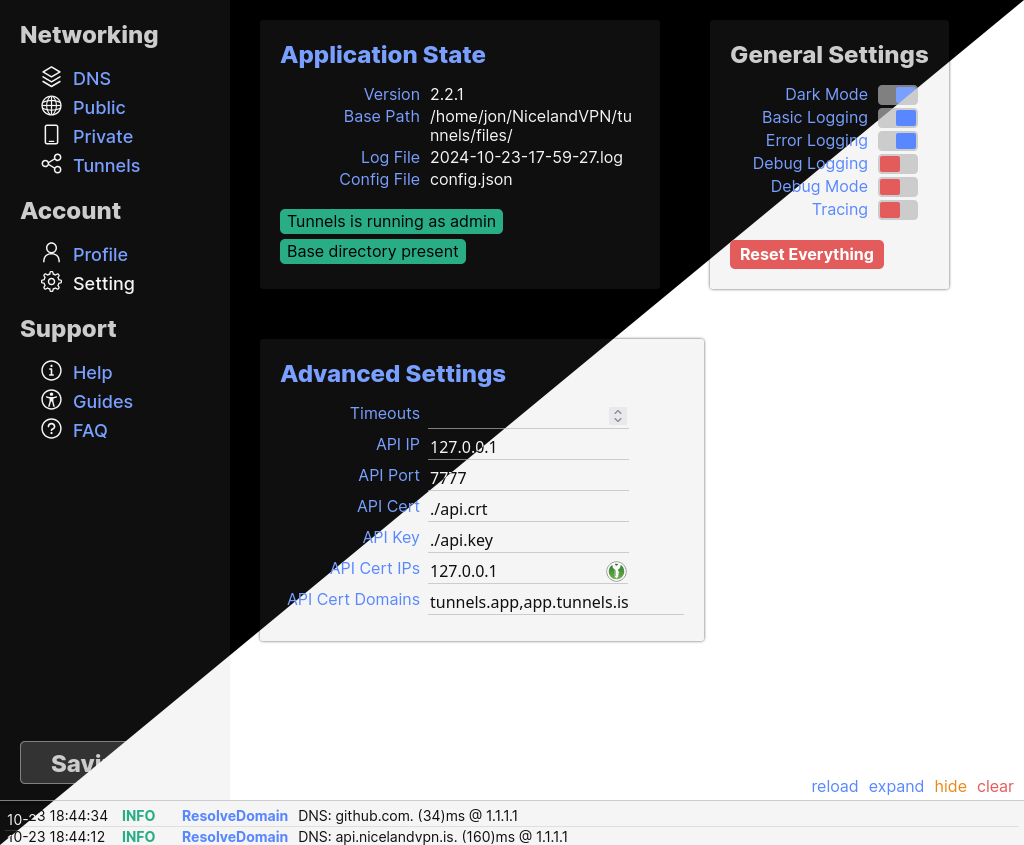 Networking
DNS
Public
Private
Tunnels
Account
Profile
Setting
Support
Help
Guides
FAQ
Application State
Version 2.2.1
Base Path /home/jon/NicelandVPN/tu
nnels/files/
Log File 2024-10-23-17-59-27.log
Config File config.json
Tunnels is running as admin
Base directory present
General Settings
Dark Mode
Basic Logging
Error Logging
Debug Logging
Debug Mode
Tracing
Reset Everything
Advanced Settings
Timeouts
API IP 127.0.0.1
API Port 7777
API Cert ./api.crt
API Key ./api.key
API Cert IPs 127.0.0.1
API Cert Domains tunnels.app,app.tunnels.is
reload expand hide clear
10-23 18:44:34 INFO ResolveDomain DNS: github.com. (34)ms @ 1.1.1.1
10-23 18:44:12 INFO ResolveDomain DNS: api.nicelandvpn.is. (160)ms @ 1.1.1.1